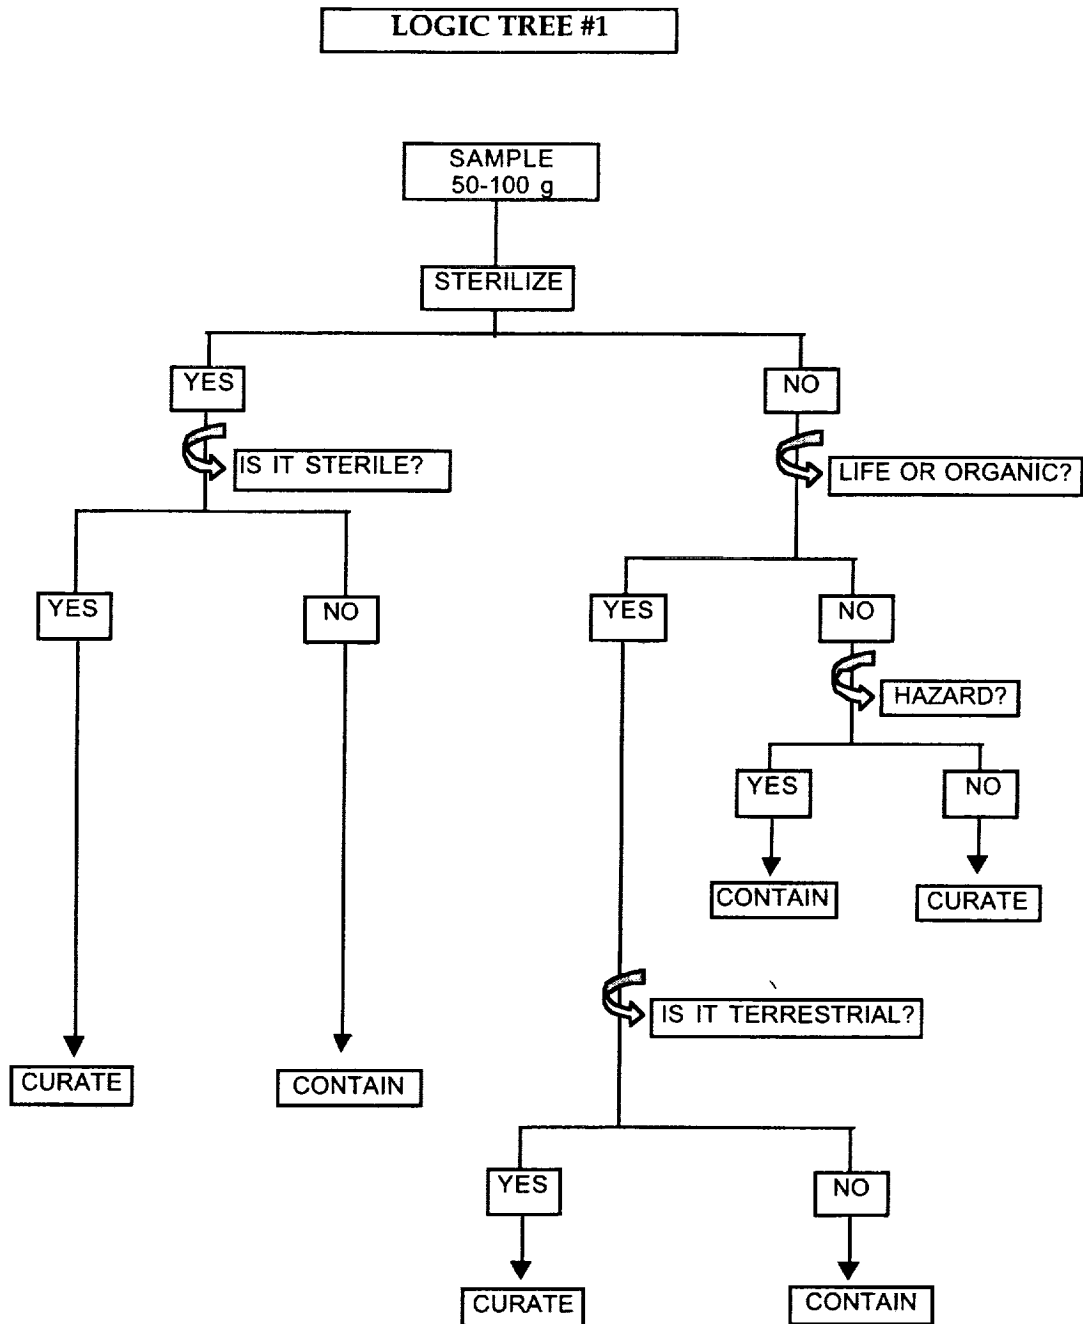 LOGIC TREE #1
SAMPLE
50-100 g
STERILIZE
YES
NO
IS IT STERILE?
LIFE OR ORGANIC?
YES
NO
YES
NO
HAZARD?
YES
NO
CONTAIN
CURATE
IS IT TERRESTRIAL?
CURATE
CONTAIN
YES
NO
CURATE
CONTAIN